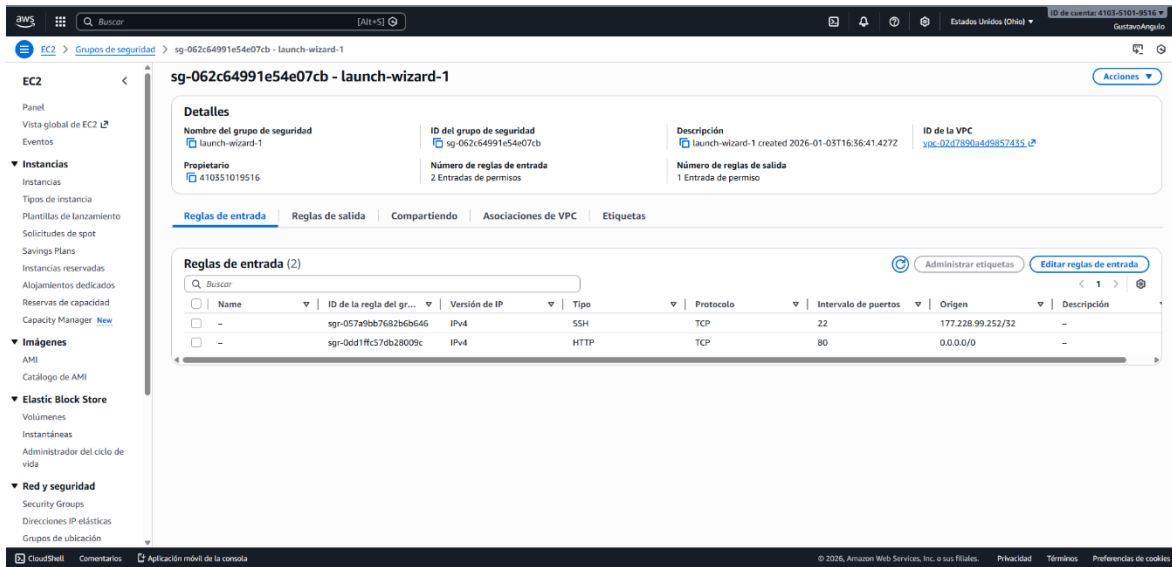 aws
Buscar [Alt+S]
Estados Unidos (Ohio)
ID de cuenta: 4103-5101-9516
GustavoAngulo
EC2 > Grupos de seguridad > sg-062c64991e54e07cb - launch-wizard-1
EC2
Panel
Vista global de EC2
Eventos
Instancias
Instancias
Tipos de instancia
Plantillas de lanzamiento
Solicitudes de spot
Savings Plans
Instancias reservadas
Alojamientos dedicados
Reservas de capacidad
Capacity Manager New
Imágenes
AMI
Catálogo de AMI
Elastic Block Store
Volúmenes
Instantáneas
Administrador del ciclo de
vida
Red y seguridad
Security Groups
Direcciones IP elásticas
Grupos de ubicación
sg-062c64991e54e07cb - launch-wizard-1
Acciones
Detalles
Nombre del grupo de seguridad
launch-wizard-1
ID del grupo de seguridad
sg-062c64991e54e07cb
Descripción
launch-wizard-1 created 2026-01-03T16:36:41.427Z
ID de la VPC
vpc-02d7890a4d9857435
Propietario
410351019516
Número de reglas de entrada
2 Entradas de permisos
Número de reglas de salida
1 Entrada de permiso
Reglas de entrada Reglas de salida Compartiendo Asociaciones de VPC Etiquetas
Reglas de entrada (2)
Administrar etiquetas Editar reglas de entrada
Buscar
1
Name ID de la regla del gr... Versión de IP Tipo Protocolo Intervalo de puertos Origen Descripción
– sgr-057a9bb7682b6b646 IPv4 SSH TCP 22 177.228.99.252/32 –
– sgr-0dd1ffc57db28009c IPv4 HTTP TCP 80 0.0.0.0/0 –
CloudShell Comentarios Aplicación móvil de la consola © 2026, Amazon Web Services, Inc. o sus filiales. Privacidad Términos Preferencias de cookies